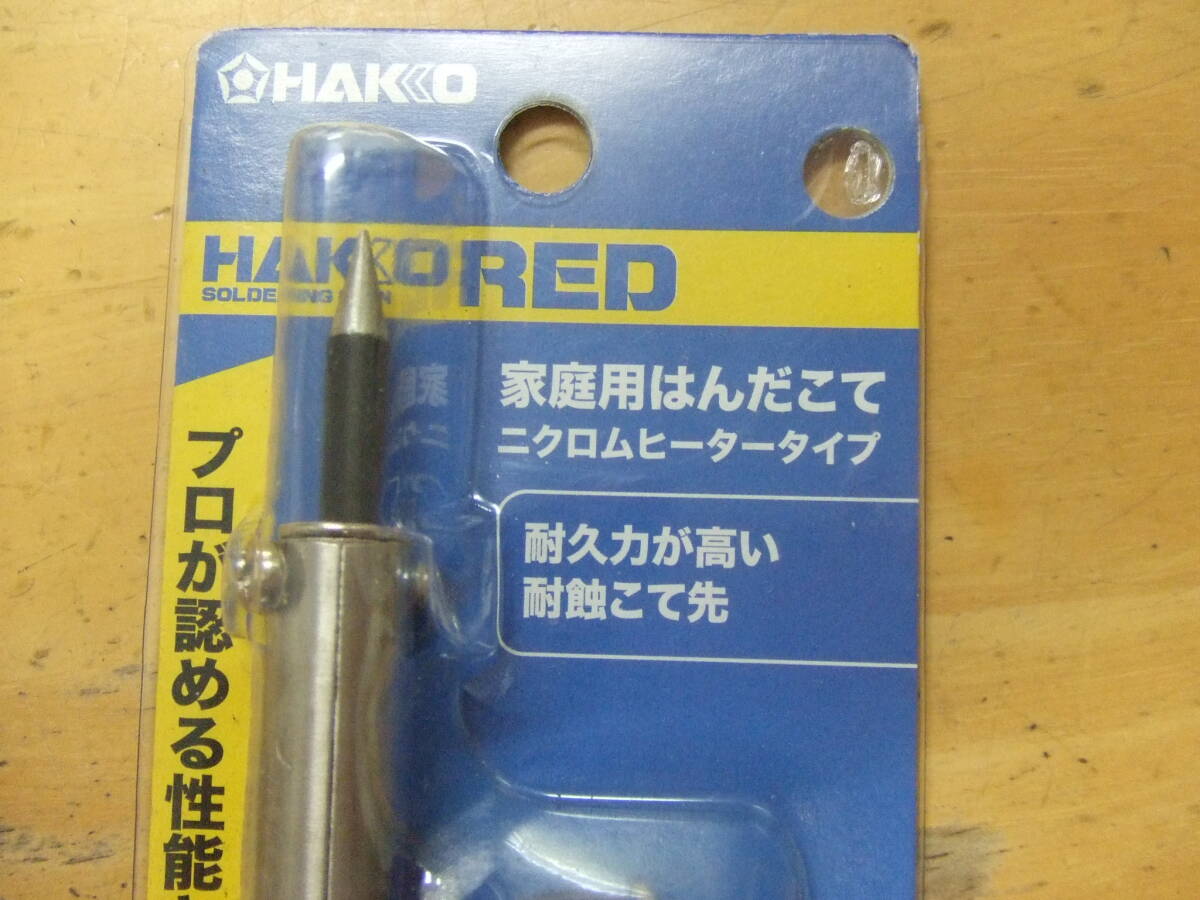 HAKKO
HAKKO RED
SOLDERING IRON
家庭用はんだこて
ニクロムヒータータイプ
耐久力が高い
耐蝕こて先
プロが認める性能